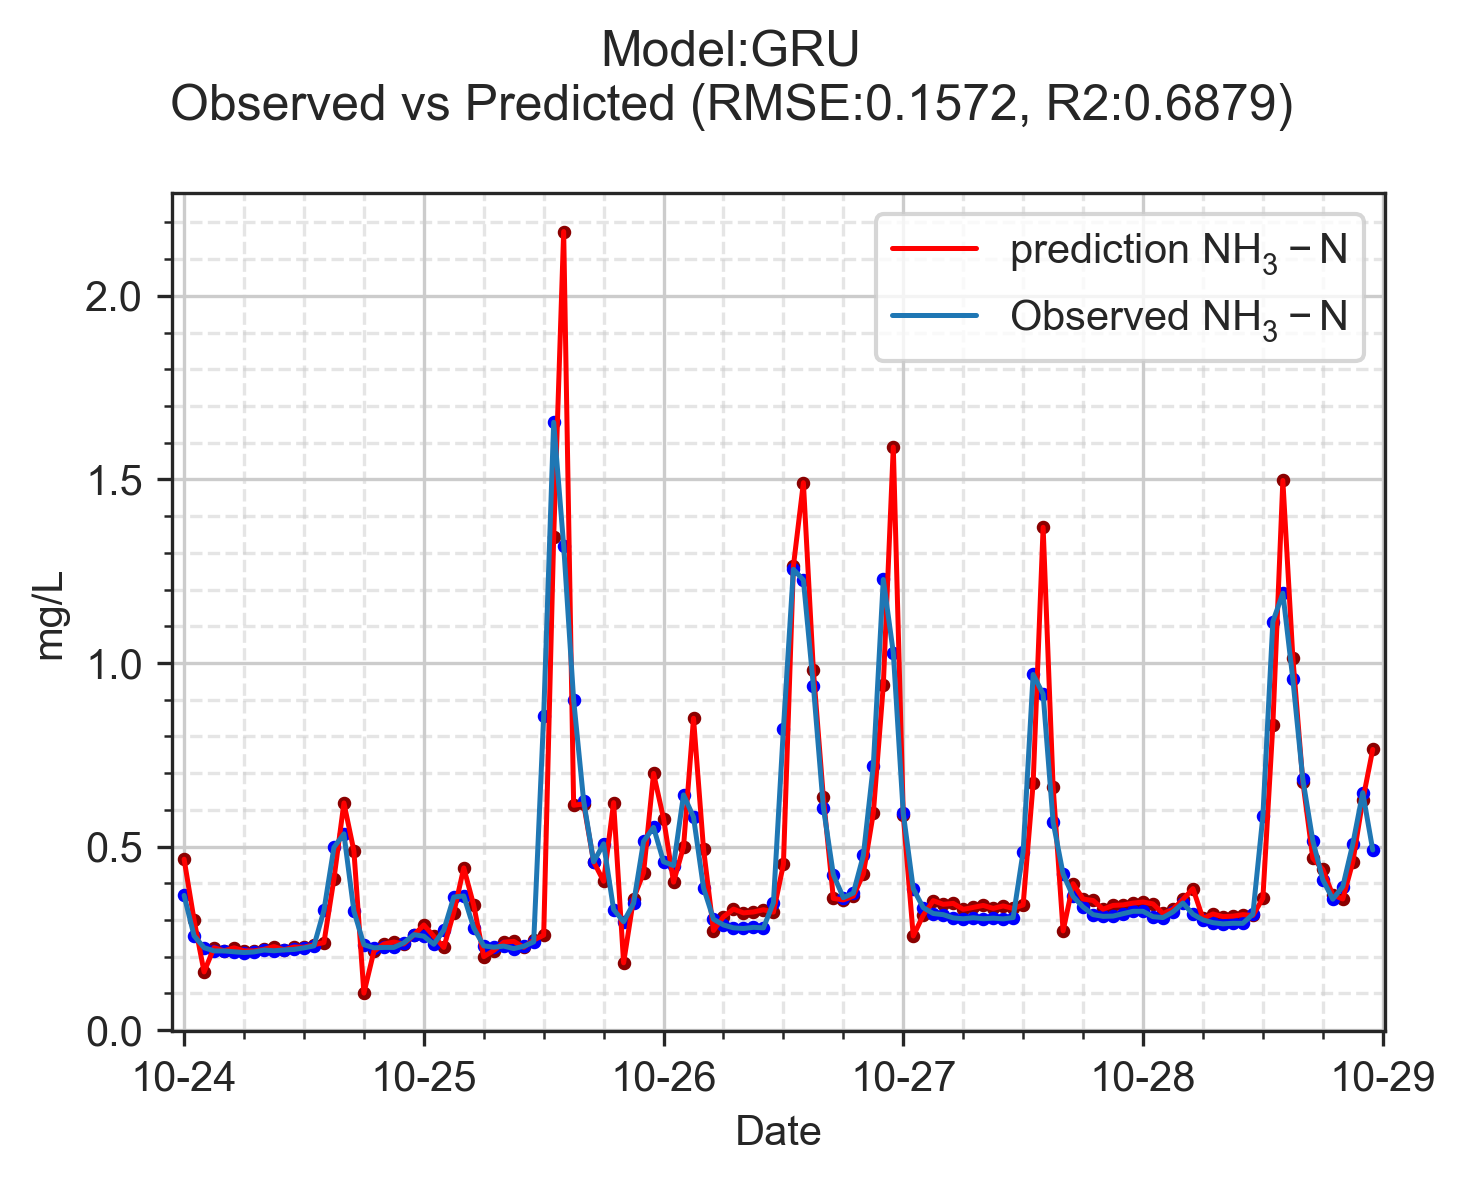 Model:GRU
Observed vs Predicted (RMSE:0.1572, R2:0.6879)
prediction NH₃ − N
Observed NH₃ − N
2.0
1.5
1.0
0.5
0.0
mg/L
10-24 10-25 10-26 10-27 10-28 10-29
Date